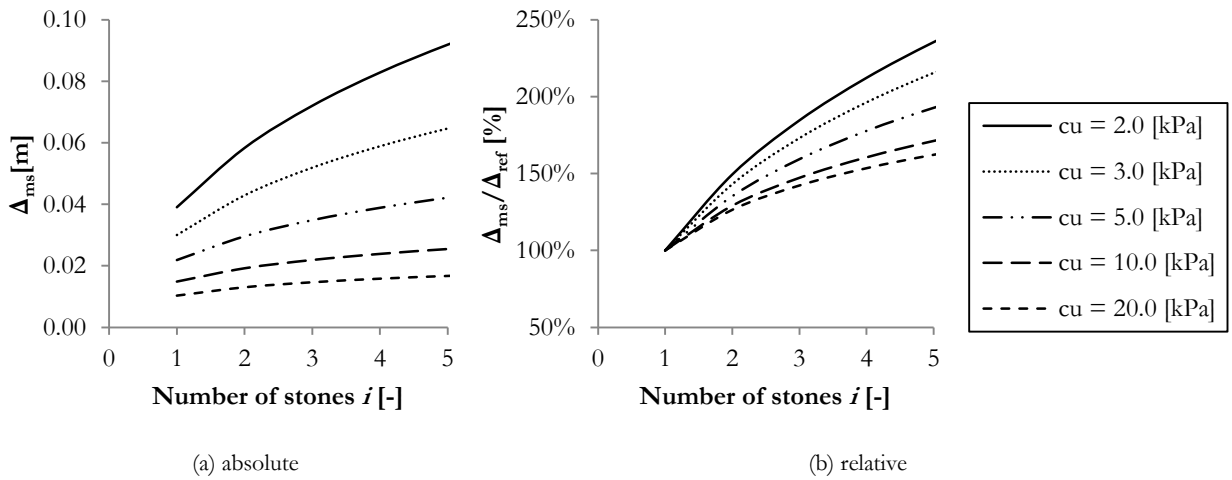 0.10
0.08
0.06
0.04
0.02
0.00
Δms[m]
0 1 2 3 4 5
Number of stones i [-]
(a) absolute
250%
200%
150%
100%
50%
Δms/Δref [%]
0 1 2 3 4 5
Number of stones i [-]
(b) relative
cu = 2.0 [kPa]
cu = 3.0 [kPa]
cu = 5.0 [kPa]
cu = 10.0 [kPa]
cu = 20.0 [kPa]